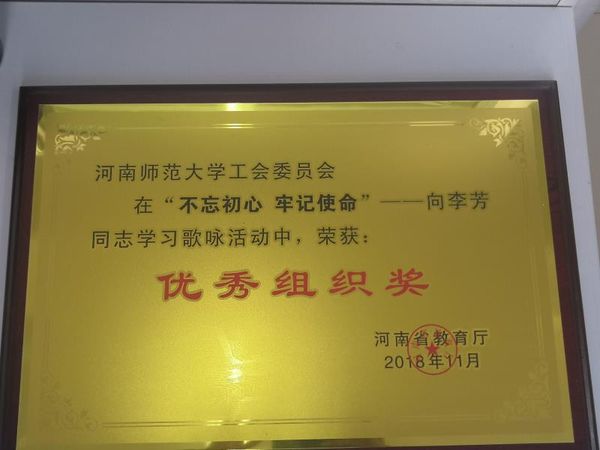 河南师范大学工会委员会
在“不忘初心 牢记使命”——向李芳
同志学习歌咏活动中，荣获：
优秀组织奖
河南省教育厅
2018年11月